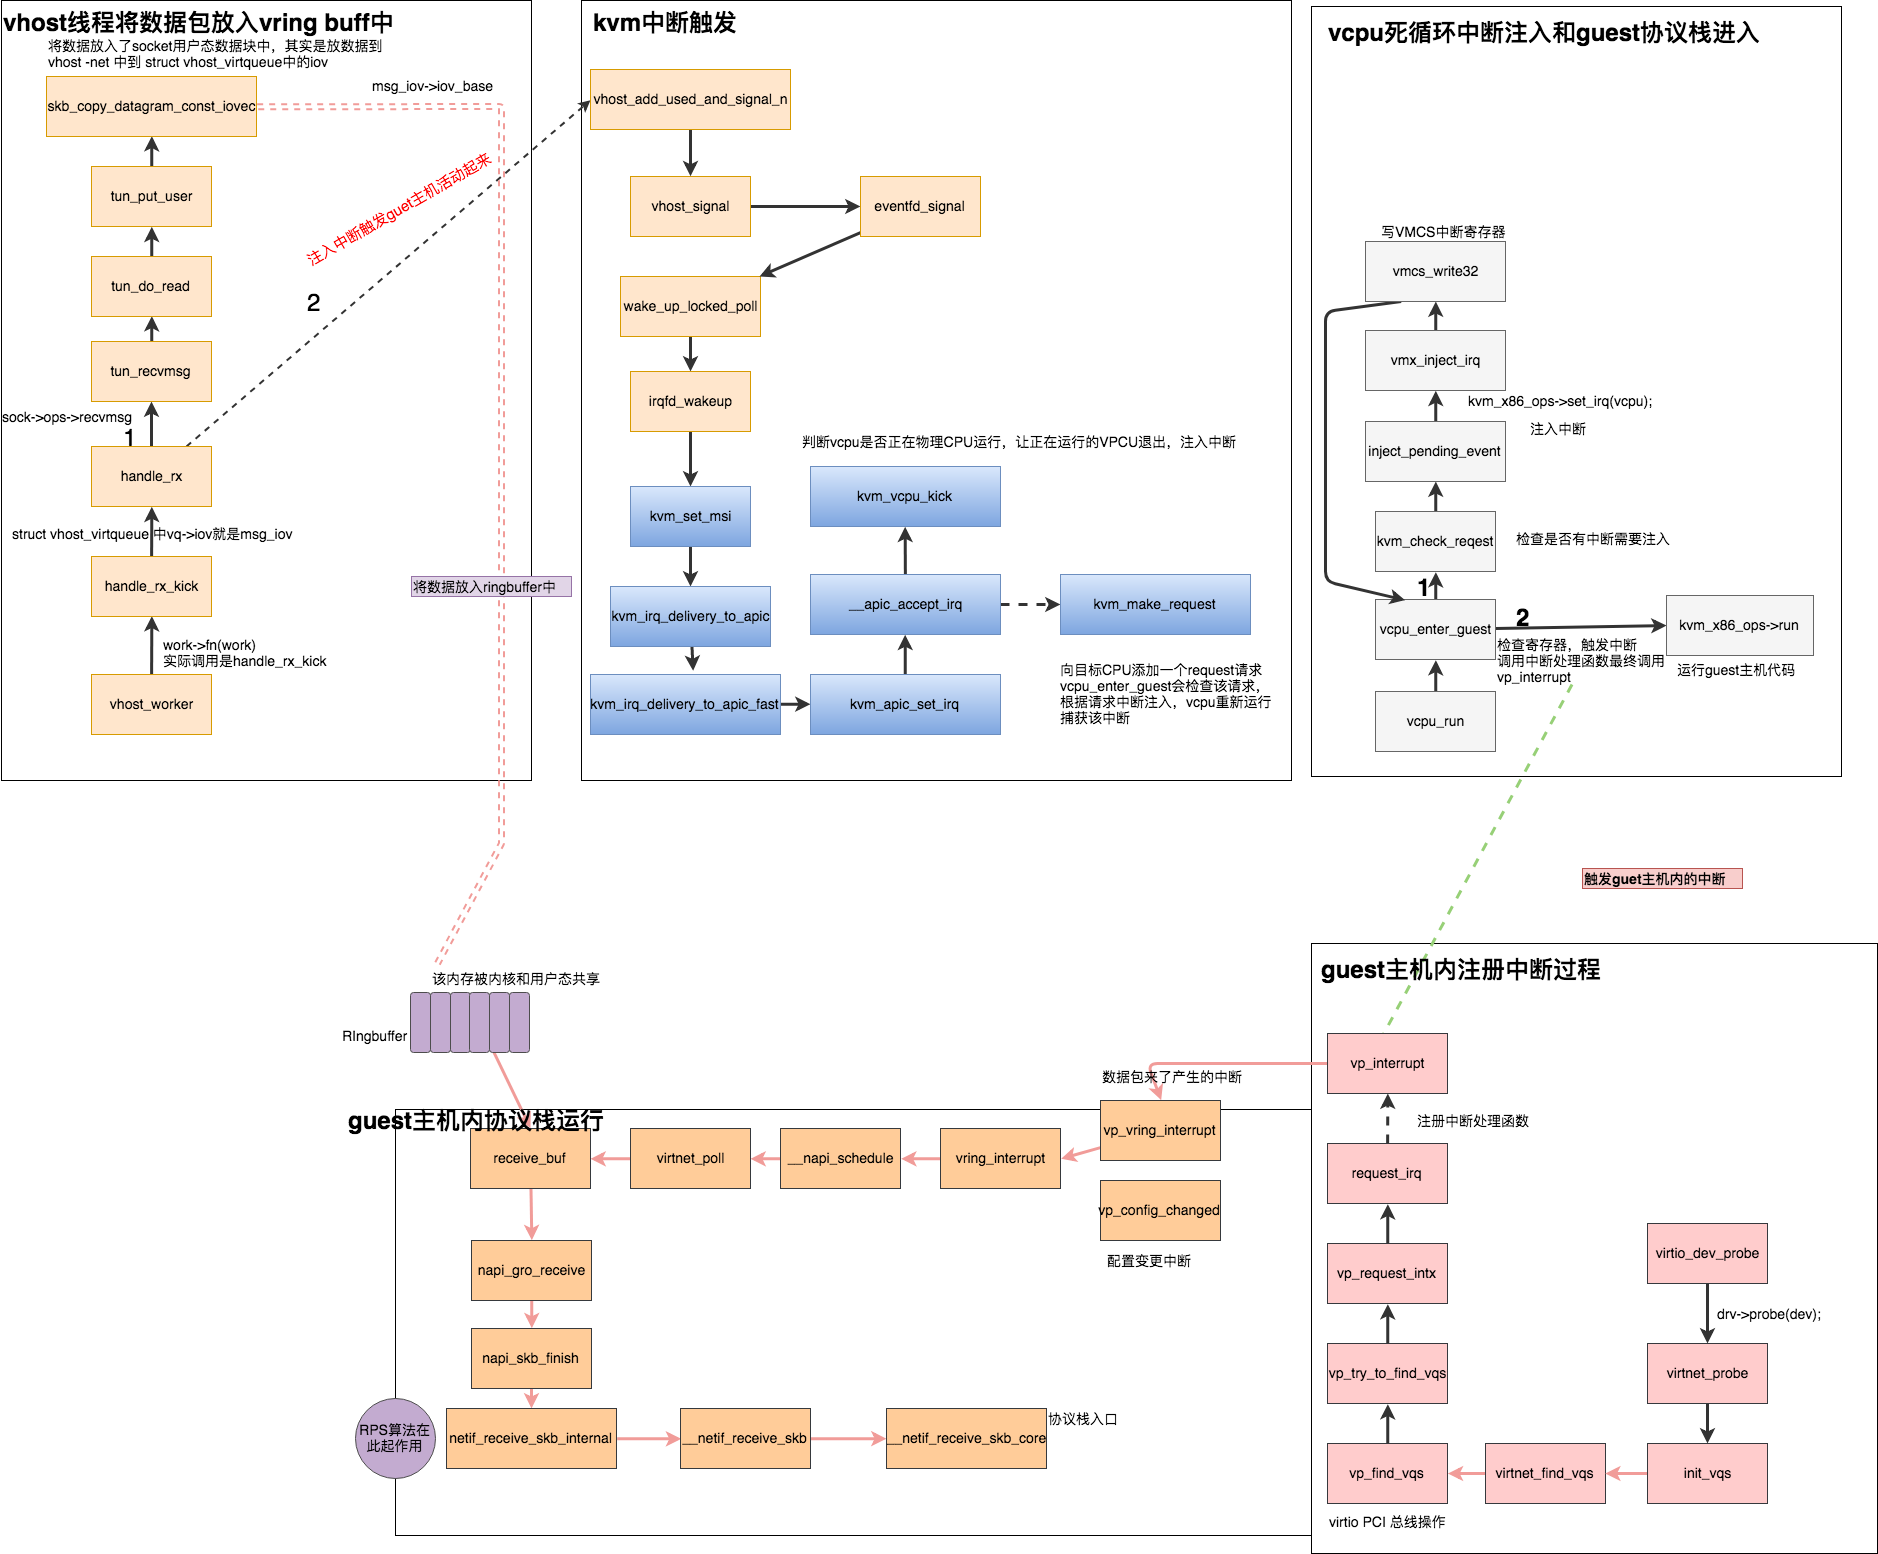 vhost线程将数据包放入vring buff中
将数据放入了socket用户态数据块中，其实是放数据到
vhost -net 中到 struct vhost_virtqueue中的iov
skb_copy_datagram_const_iovec
msg_iov->iov_base
tun_put_user
tun_do_read
tun_recvmsg
sock->ops->recvmsg
1
handle_rx
struct vhost_virtqueue 中vq->iov就是msg_iov
handle_rx_kick
work->fn(work)
实际调用是handle_rx_kick
vhost_worker
注入中断触发guet主机活动起来
2
将数据放入ringbuffer中
kvm中断触发
vhost_add_used_and_signal_n
vhost_signal
eventfd_signal
wake_up_locked_poll
irqfd_wakeup
判断vcpu是否正在物理CPU运行，让正在运行的VPCU退出，注入中断
kvm_set_msi
kvm_vcpu_kick
kvm_irq_delivery_to_apic
__apic_accept_irq
kvm_make_request
kvm_irq_delivery_to_apic_fast
kvm_apic_set_irq
向目标CPU添加一个request请求
vcpu_enter_guest会检查该请求，
根据请求中断注入，vcpu重新运行
捕获该中断
vcpu死循环中断注入和guest协议栈进入
写VMCS中断寄存器
vmcs_write32
vmx_inject_irq
kvm_x86_ops->set_irq(vcpu);
注入中断
inject_pending_event
kvm_check_reqest
检查是否有中断需要注入
1
vcpu_enter_guest
2
kvm_x86_ops->run
检查寄存器，触发中断
调用中断处理函数最终调用
vp_interrupt
运行guest主机代码
vcpu_run
触发guet主机内的中断
该内存被内核和用户态共享
RIngbuffer
guest主机内协议栈运行
数据包来了产生的中断
receive_buf
virtnet_poll
__napi_schedule
vring_interrupt
vp_vring_interrupt
vp_config_changed
配置变更中断
napi_gro_receive
napi_skb_finish
RPS算法在
此起作用
netif_receive_skb_internal
__netif_receive_skb
__netif_receive_skb_core
协议栈入口
guest主机内注册中断过程
vp_interrupt
注册中断处理函数
request_irq
vp_request_intx
virtio_dev_probe
drv->probe(dev);
vp_try_to_find_vqs
virtnet_probe
vp_find_vqs
virtnet_find_vqs
init_vqs
virtio PCI 总线操作